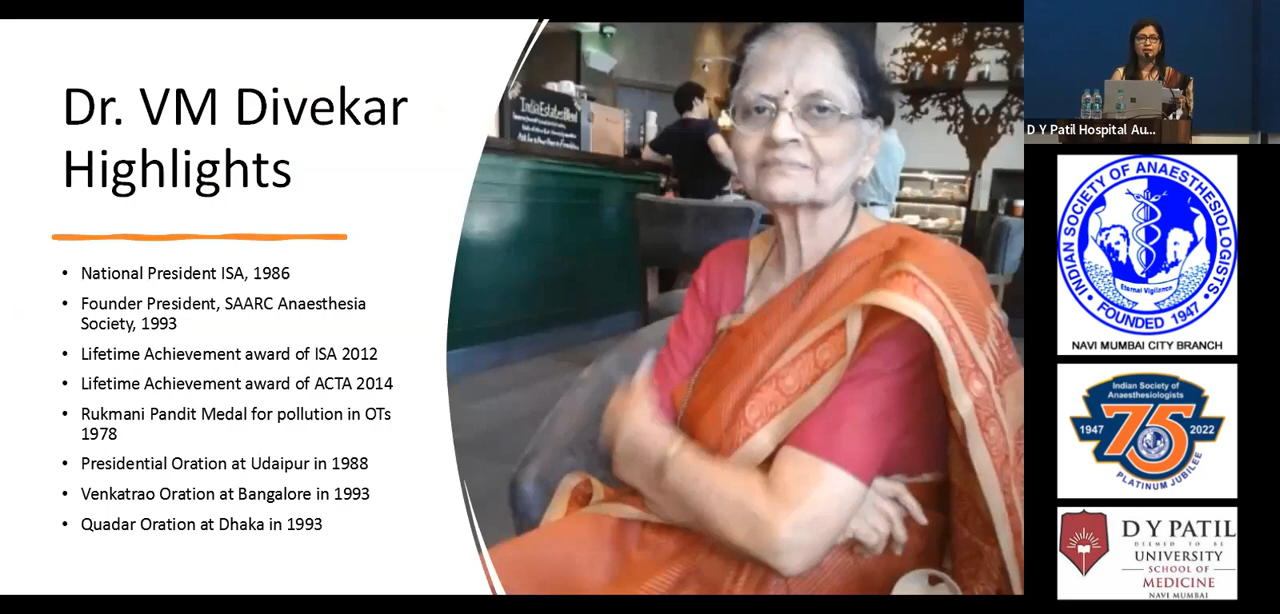 Dr. VM Divekar
Highlights
• National President ISA, 1986
• Founder President, SAARC Anaesthesia
Society, 1993
• Lifetime Achievement award of ISA 2012
• Lifetime Achievement award of ACTA 2014
• Rukmani Pandit Medal for pollution in OTs
1978
• Presidential Oration at Udaipur in 1988
• Venkatrao Oration at Bangalore in 1993
• Quadar Oration at Dhaka in 1993
India Estates Blend
D Y Patil Hospital Au...
INDIAN SOCIETY OF ANAESTHESIOLOGISTS
Eternal Vigilance
• FOUNDED 1947 •
NAVI MUMBAI CITY BRANCH
Indian Society of
Anaesthesiologists
1947 75 2022
PLATINUM JUBILEE
D Y PATIL
DEEMED TO BE
UNIVERSITY
SCHOOL OF
MEDICINE
NAVI MUMBAI